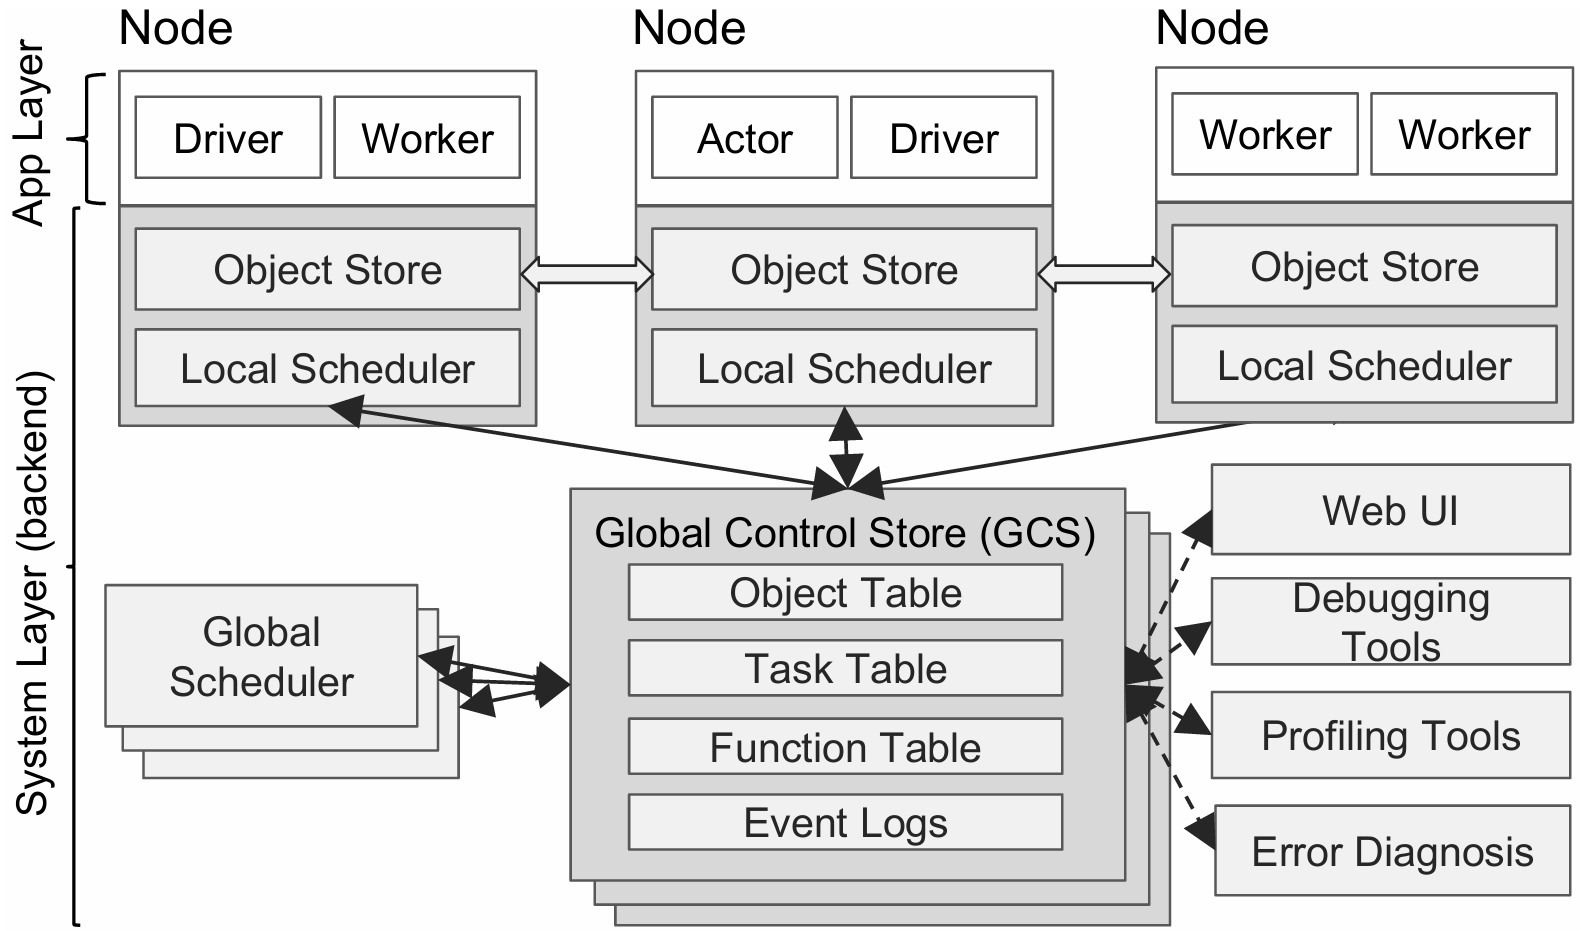 Node
Node
Node
App Layer
Driver
Worker
Actor
Driver
Worker
Worker
Object Store
Object Store
Object Store
Local Scheduler
Local Scheduler
Local Scheduler
System Layer (backend)
Global Control Store (GCS)
Object Table
Task Table
Function Table
Event Logs
Global
Scheduler
Web UI
Debugging
Tools
Profiling Tools
Error Diagnosis